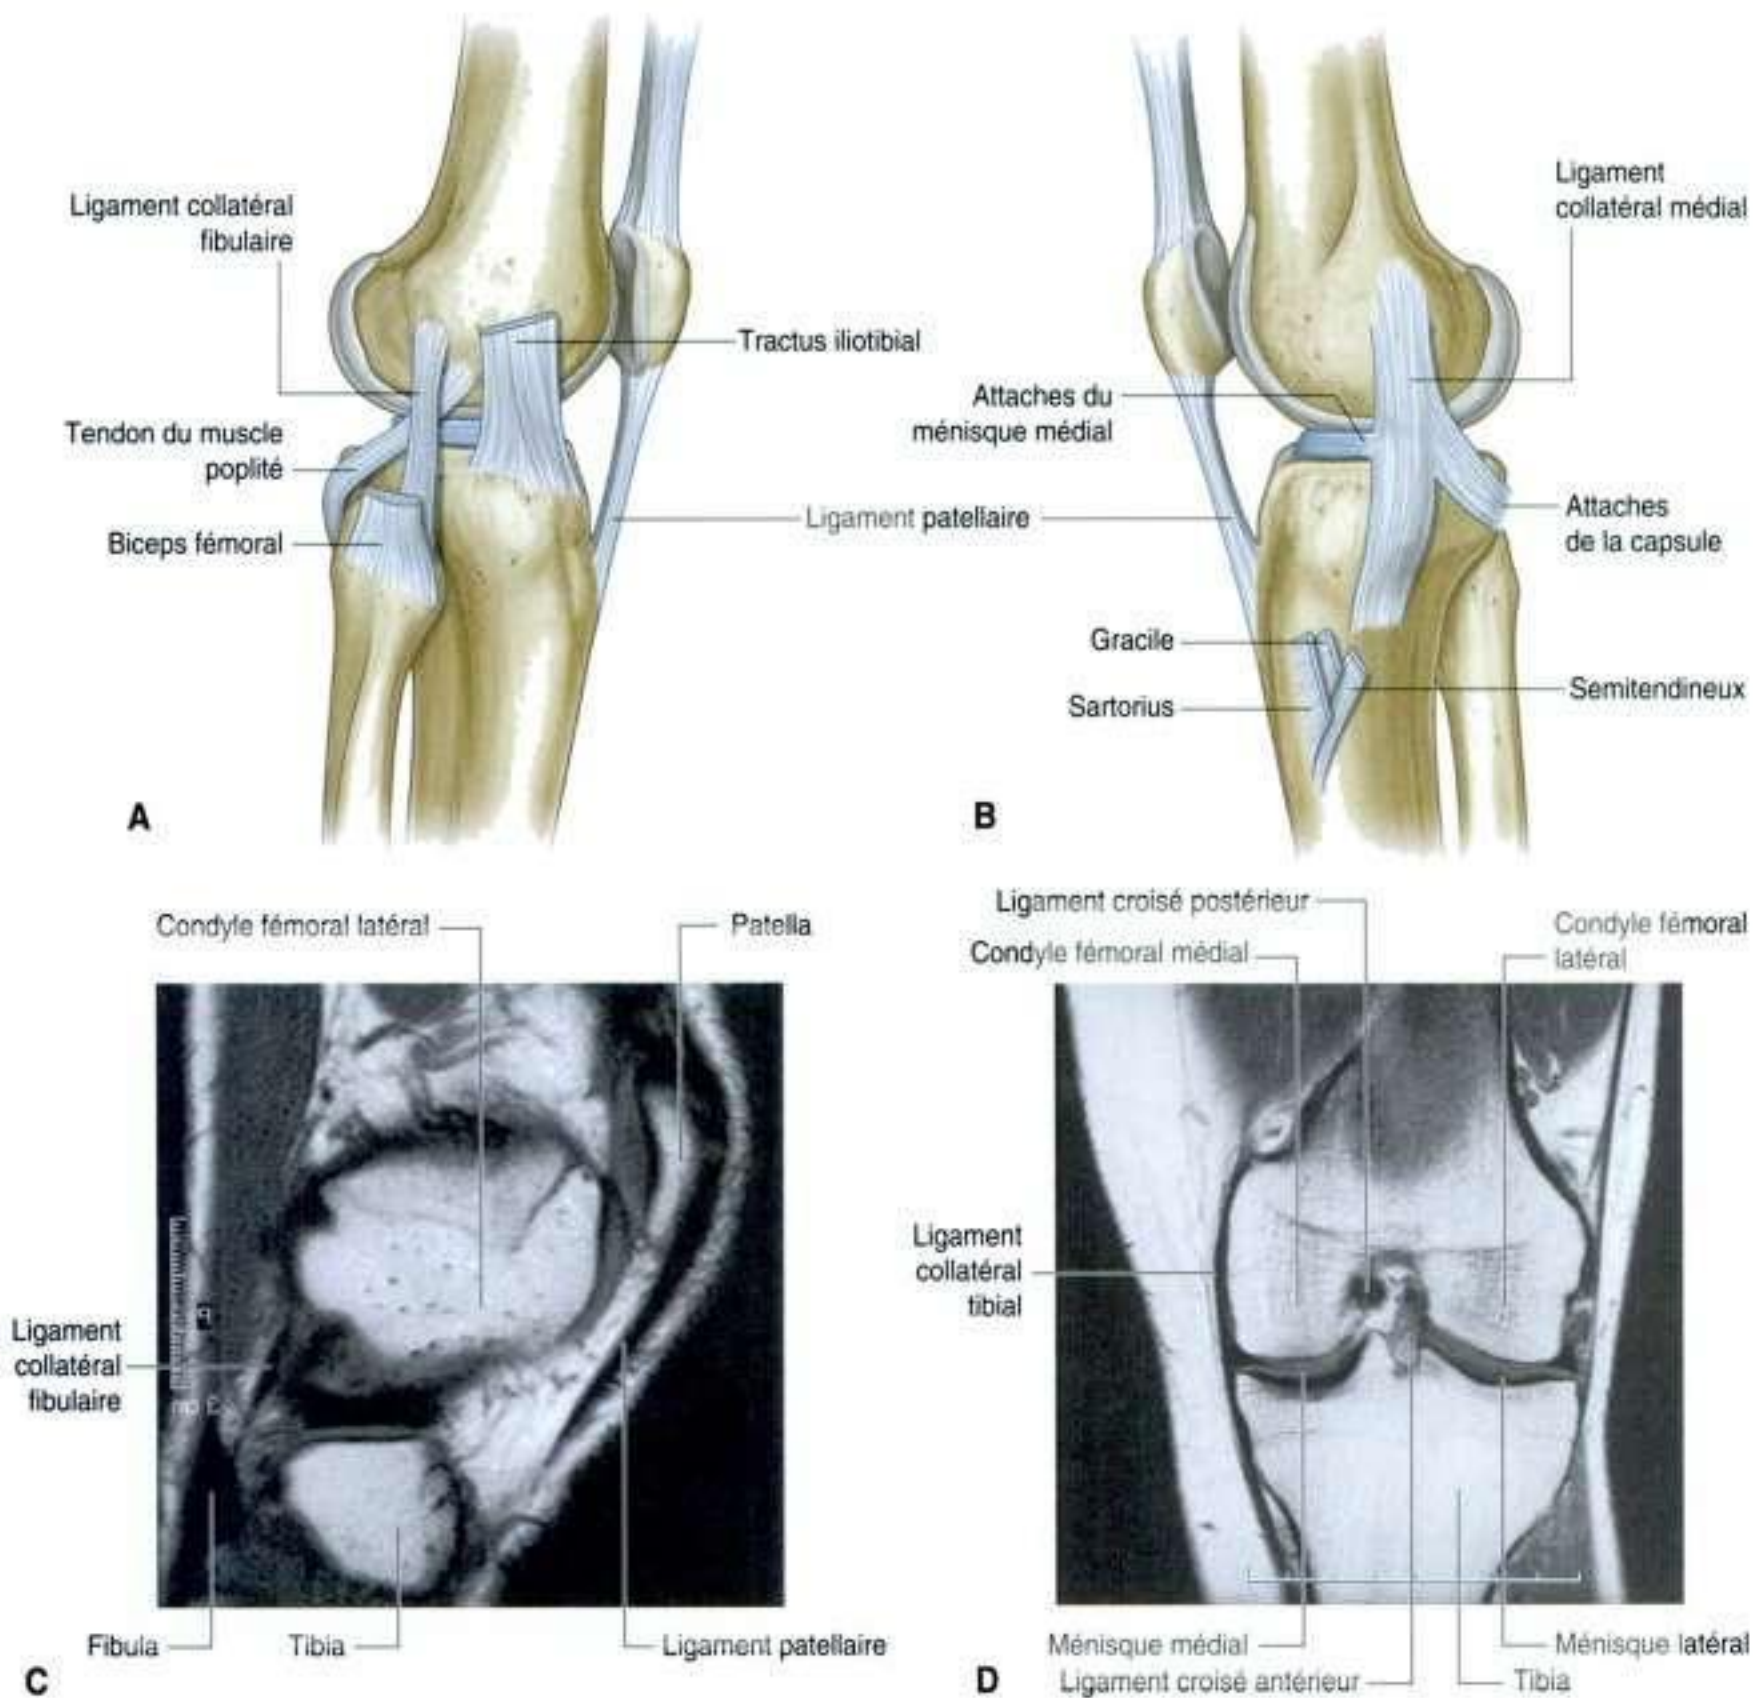 Ligament collatéral
fibulaire
Tractus iliotibial
Tendon du muscle
poplité
Biceps fémoral
Ligament patellaire
A
Ligament
collatéral médial
Attaches du
ménisque médial
Attaches
de la capsule
Gracile
Sartorius
Semitendineux
B
Condyle fémoral latéral
Patella
Ligament
collatéral
fibulaire
Fibula
Tibia
Ligament patellaire
C
Ligament croisé postérieur
Condyle fémoral médial
Condyle fémoral
latéral
Ligament
collatéral
tibial
Ménisque médial
Ménisque latéral
Ligament croisé antérieur
Tibia
D